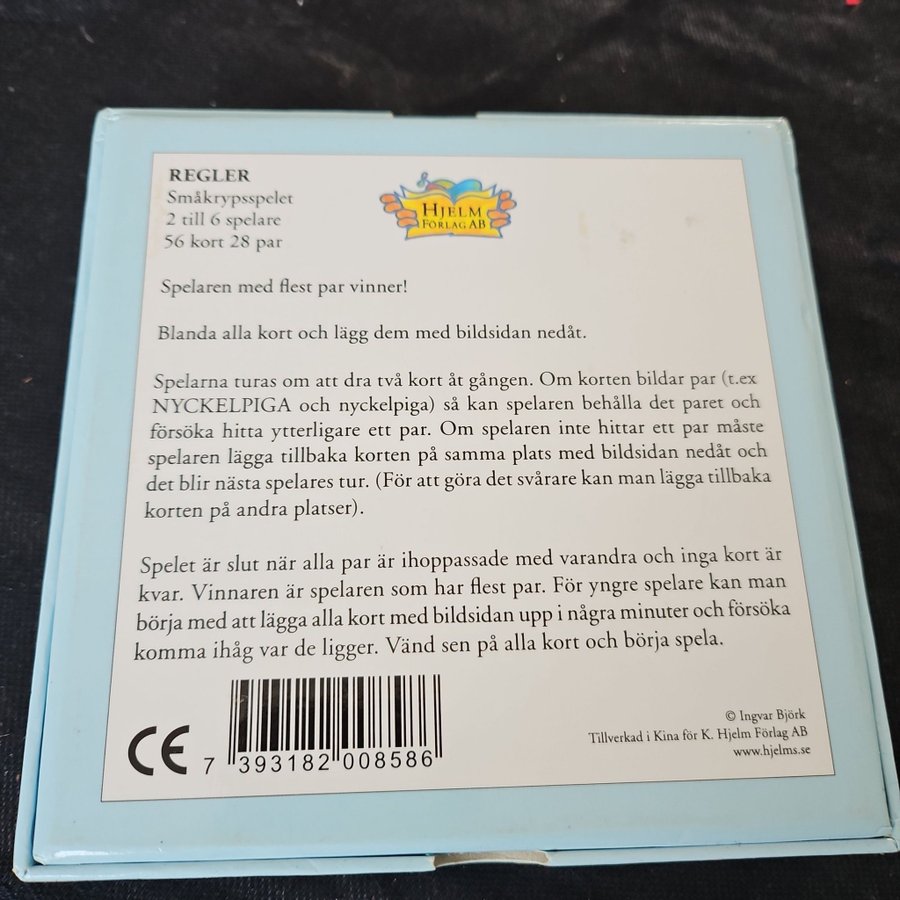 REGLER
Småkrypsspelet
2 till 6 spelare
56 kort 28 par
HJELM
FÖRLAG AB
Spelaren med flest par vinner!
Blanda alla kort och lägg dem med bildsidan nedåt.
Spelarna turas om att dra två kort åt gången. Om korten bildar par (t.ex
NYCKELPIGA och nyckelpiga) så kan spelaren behålla det paret och
försöka hitta ytterligare ett par. Om spelaren inte hittar ett par måste
spelaren lägga tillbaka korten på samma plats med bildsidan nedåt och
det blir nästa spelares tur. (För att göra det svårare kan man lägga tillbaka
korten på andra platser).
Spelet är slut när alla par är ihoppassade med varandra och inga kort är
kvar. Vinnaren är spelaren som har flest par. För yngre spelare kan man
börja med att lägga alla kort med bildsidan upp i några minuter och försöka
komma ihåg var de ligger. Vänd sen på alla kort och börja spela.
CE
7 393182 008586
© Ingvar Björk
Tillverkad i Kina för K. Hjelm Förlag AB
www.hjelms.se